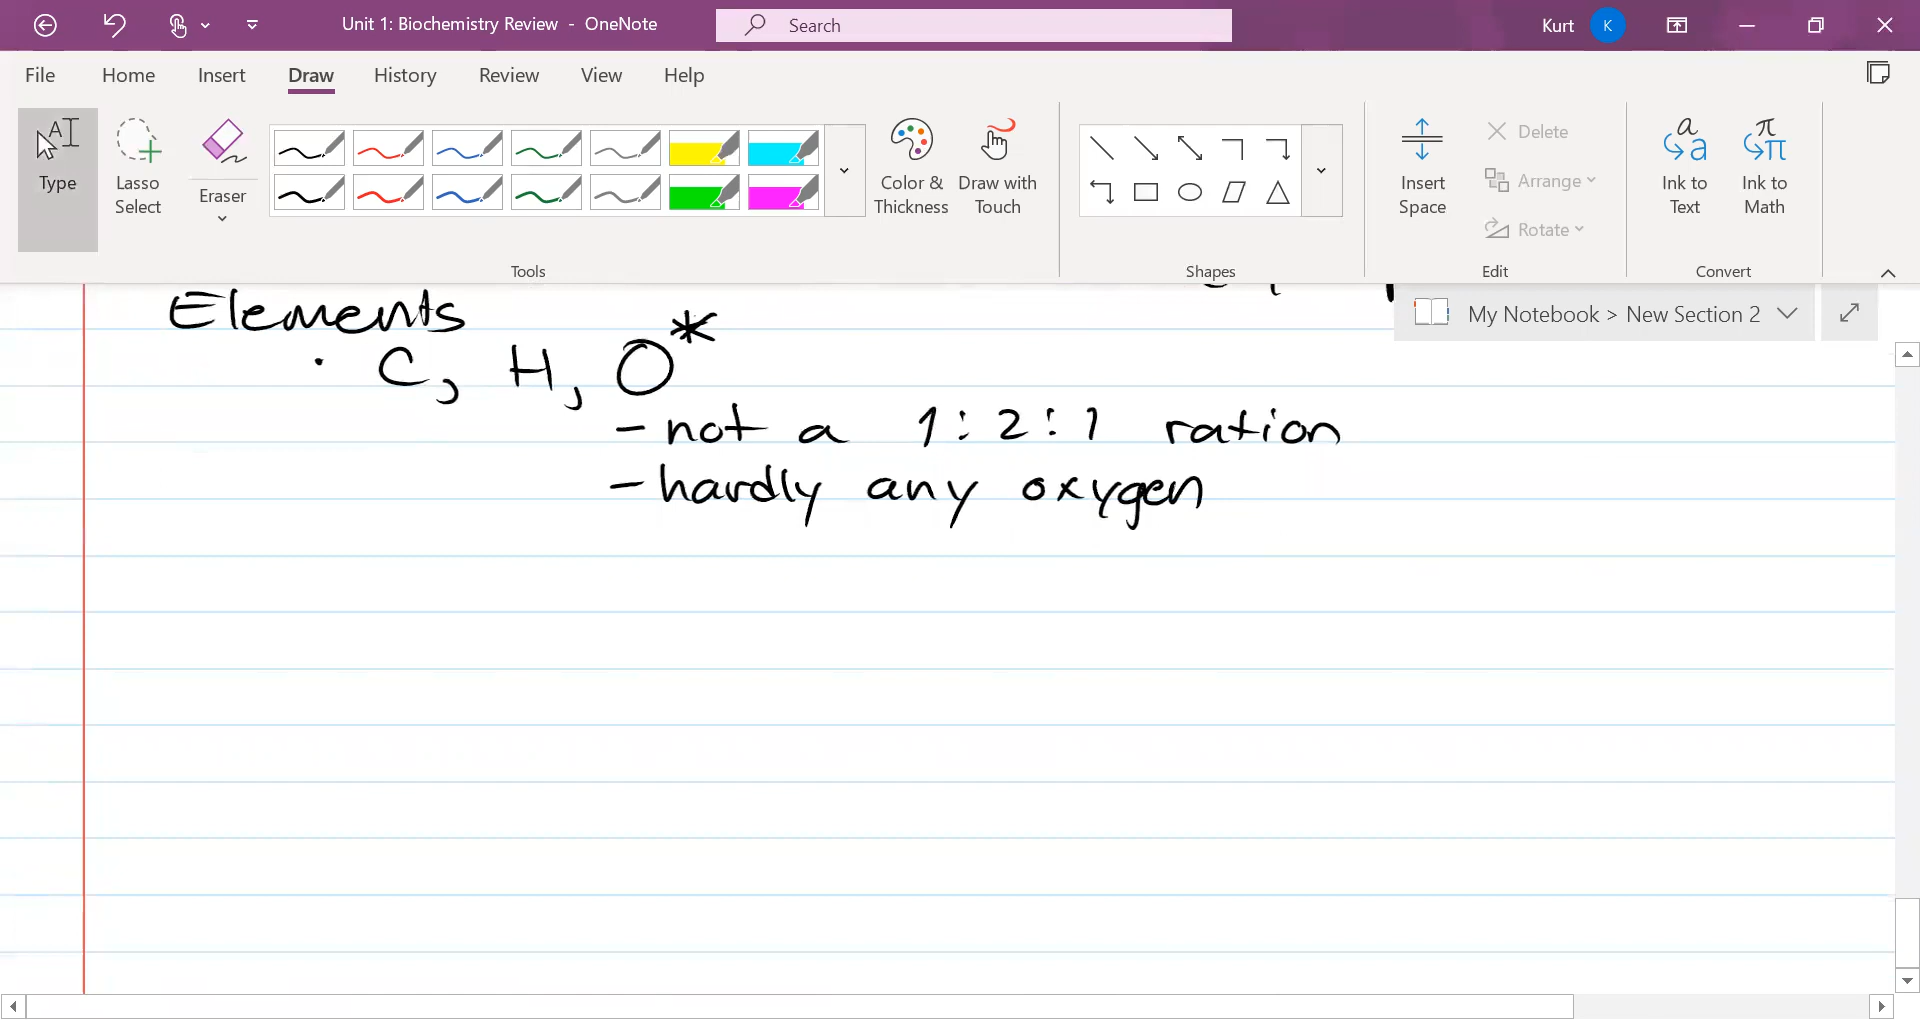 Unit 1: Biochemistry Review - OneNote
Search
Kurt K
File Home Insert Draw History Review View Help
Type
Lasso Select
Eraser
Color & Thickness
Draw with Touch
Insert Space
Delete
Arrange
Rotate
Ink to Text
Ink to Math
Tools Shapes Edit Convert
My Notebook > New Section 2
Elements
· C, H, O*
- not a 1:2:1 ration
- hardly any oxygen